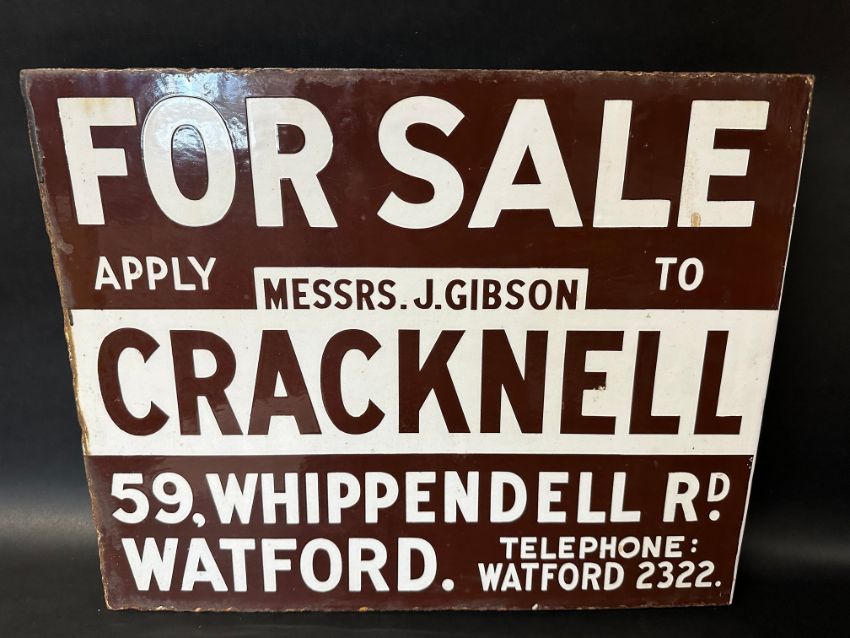 FOR SALE
APPLY TO
MESSRS. J. GIBSON
CRACKNELL
59, WHIPPENDELL RD.
WATFORD. TELEPHONE:
WATFORD 2322.